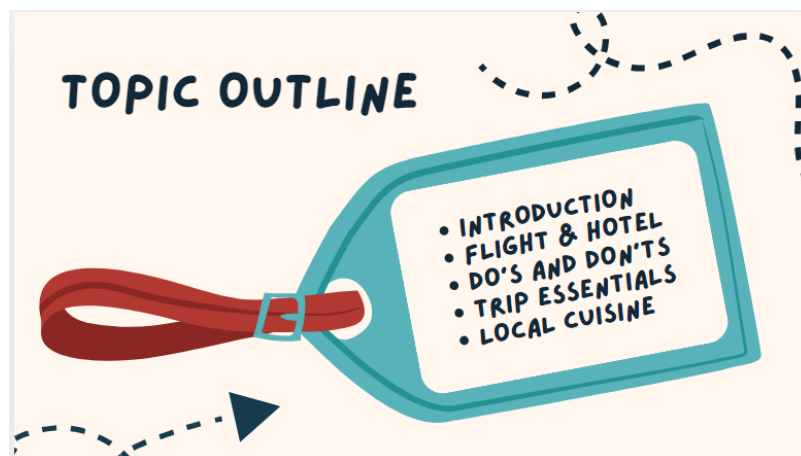 TOPIC OUTLINE
• INTRODUCTION
• FLIGHT & HOTEL
• DO'S AND DON'TS
• TRIP ESSENTIALS
• LOCAL CUISINE